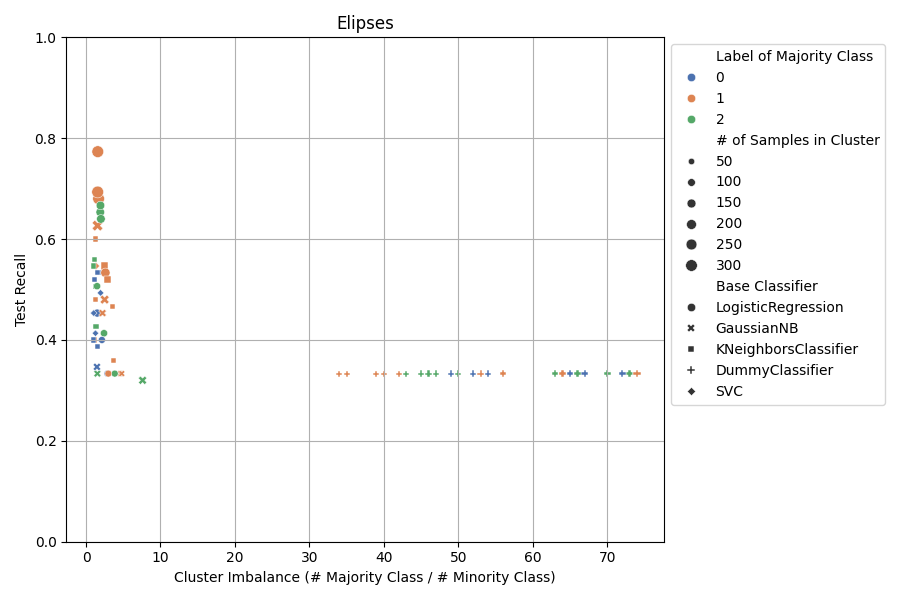 Elipses
1.0
0.8
0.6
0.4
0.2
0.0
Test Recall
0 10 20 30 40 50 60 70
Cluster Imbalance (# Majority Class / # Minority Class)
Label of Majority Class
0
1
2
# of Samples in Cluster
50
100
150
200
250
300
Base Classifier
LogisticRegression
GaussianNB
KNeighborsClassifier
DummyClassifier
SVC